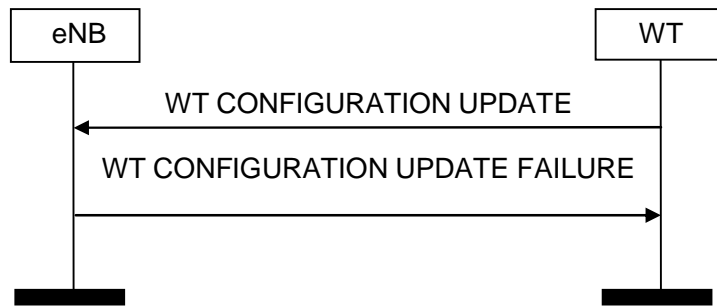 eNB
WT
WT CONFIGURATION UPDATE
WT CONFIGURATION UPDATE FAILURE